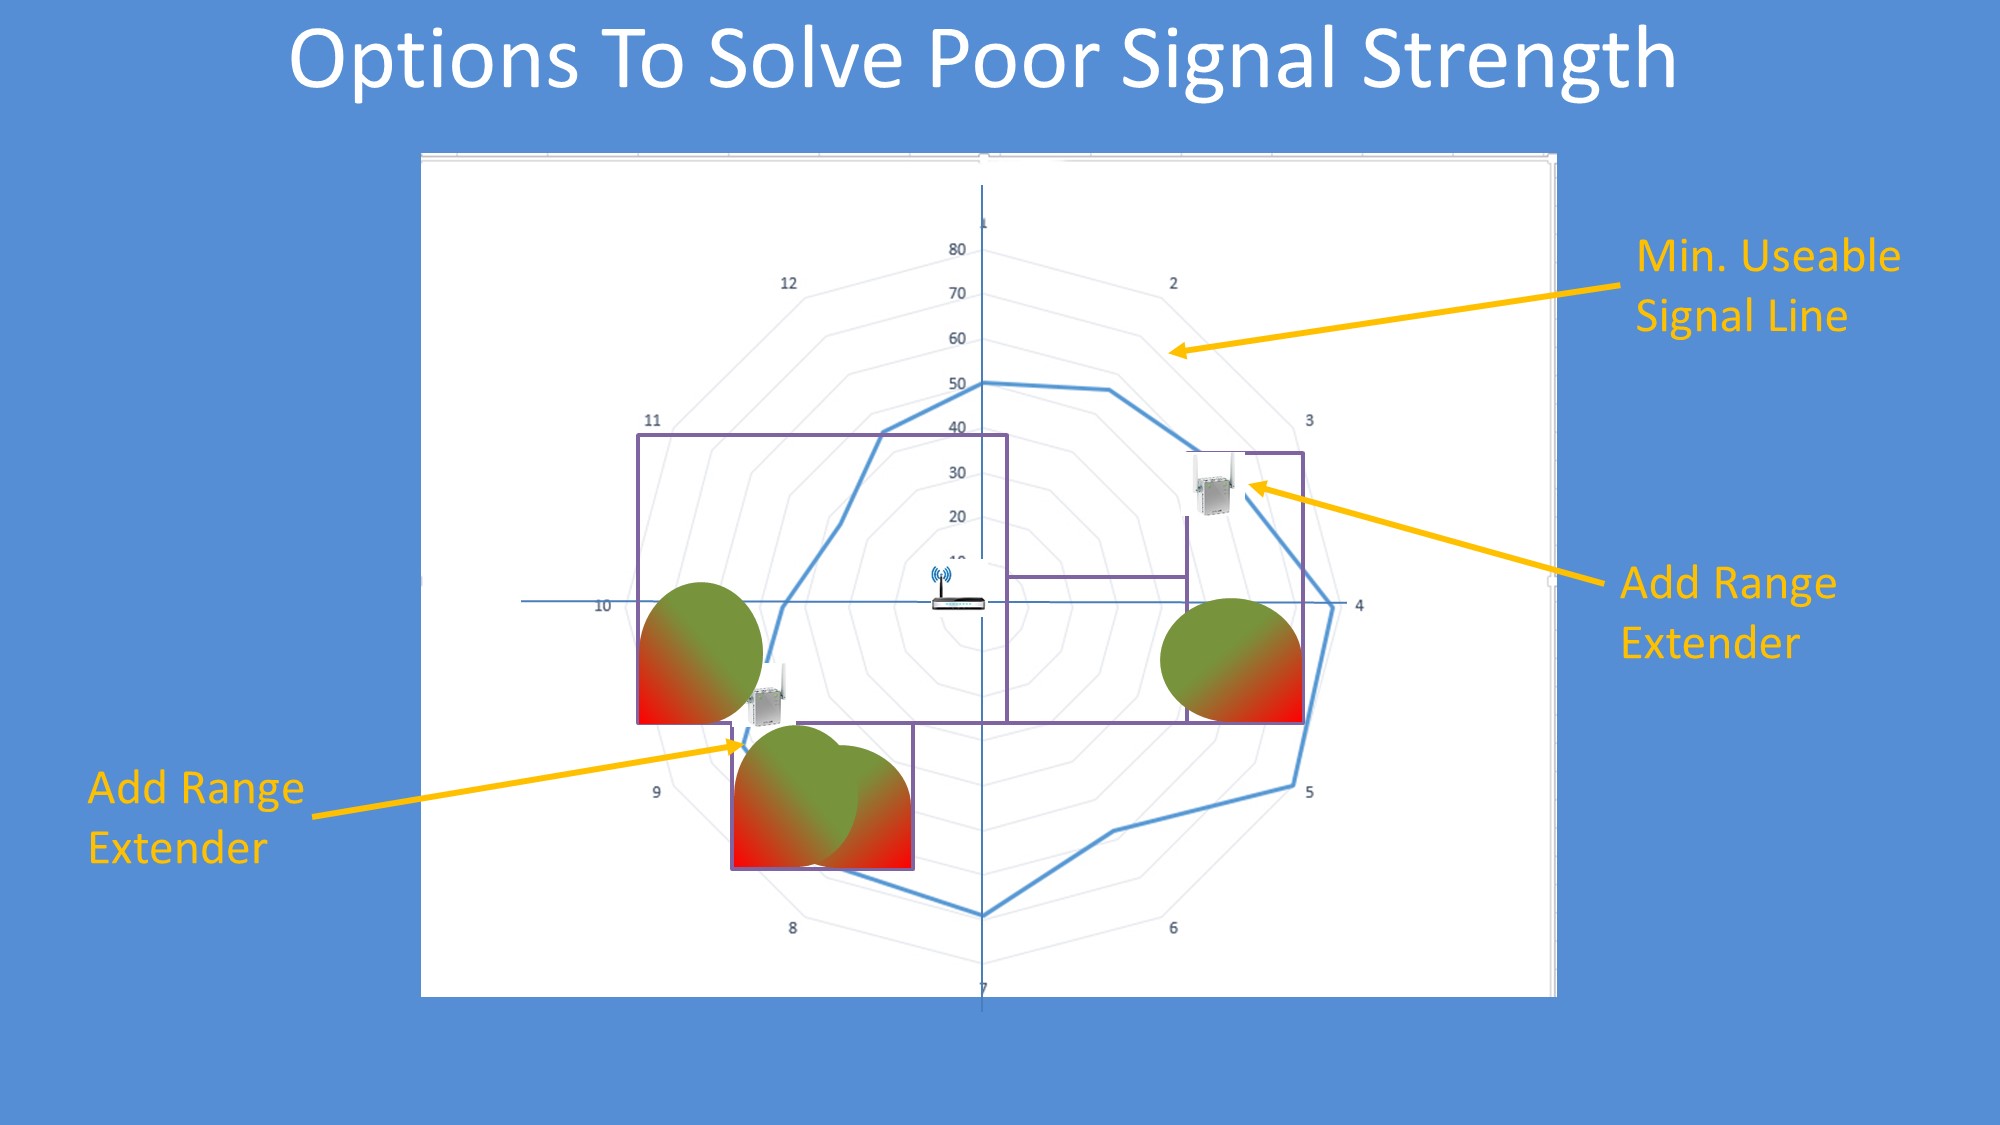 Options To Solve Poor Signal Strength
Min. Useable
Signal Line
Add Range
Extender
Add Range
Extender
1
2
3
4
5
6
7
8
9
10
11
12
80
70
60
50
40
30
20
10